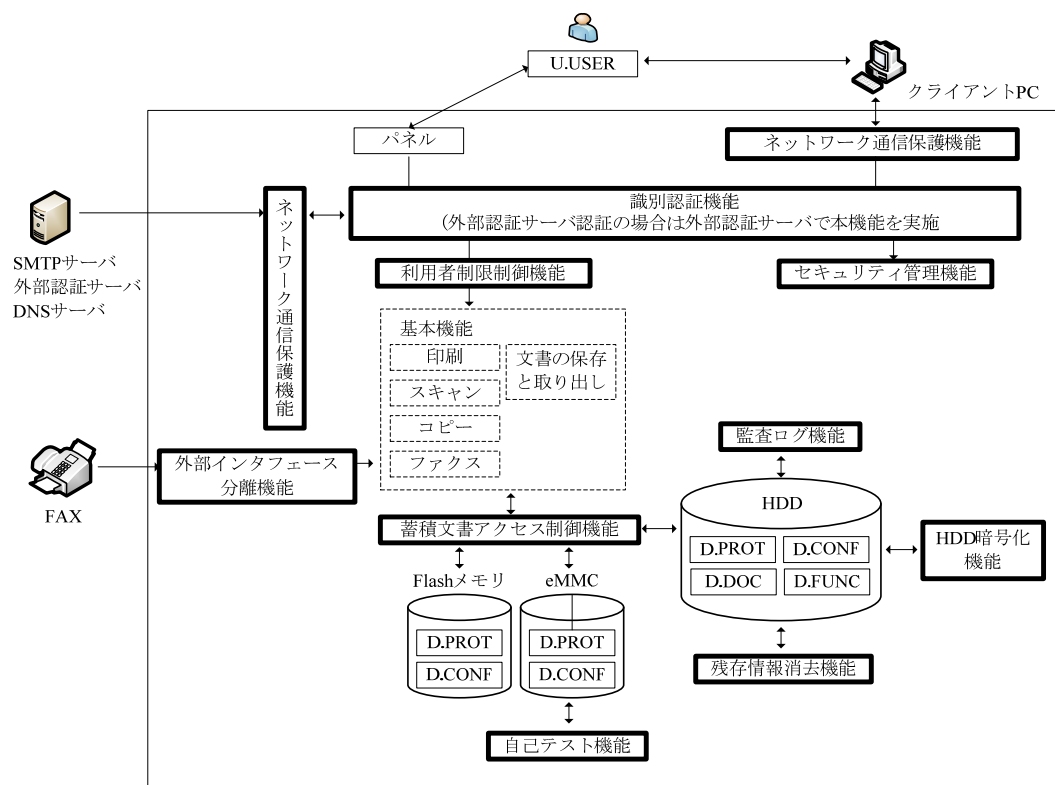 U.USER
クライアントPC
パネル
ネットワーク通信保護機能
ネットワーク通信保護機能
識別認証機能
（外部認証サーバ認証の場合は外部認証サーバで本機能を実施
SMTPサーバ
外部認証サーバ
DNSサーバ
利用者制限制御機能
セキュリティ管理機能
基本機能
印刷
スキャン
コピー
ファクス
文書の保存
と取り出し
FAX
外部インタフェース
分離機能
監査ログ機能
蓄積文書アクセス制御機能
HDD
D.PROT
D.CONF
D.DOC
D.FUNC
HDD暗号化
機能
Flashメモリ
D.PROT
D.CONF
eMMC
D.PROT
D.CONF
残存情報消去機能
自己テスト機能